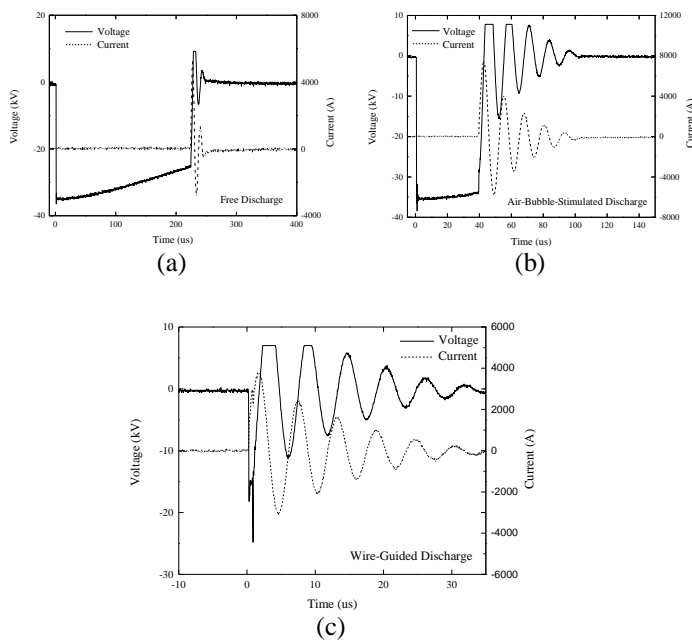 20
10
0
-20
-40
8000
4000
0
-4000
Voltage (kV)
Current (A)
Voltage
Current
Free Discharge
0
100
200
300
400
Time (us)
(a)
10
0
-10
-20
-30
-40
12000
8000
4000
0
-4000
-8000
Voltage (kV)
Current (A)
Voltage
Current
Air-Bubble-Stimulated Discharge
0
20
40
60
80
100
120
140
Time (us)
(b)
10
0
-10
-20
-30
6000
4000
2000
0
-2000
-4000
-6000
Voltage (kV)
Current (A)
Voltage
Current
Wire-Guided Discharge
-10
0
10
20
30
Time (us)
(c)